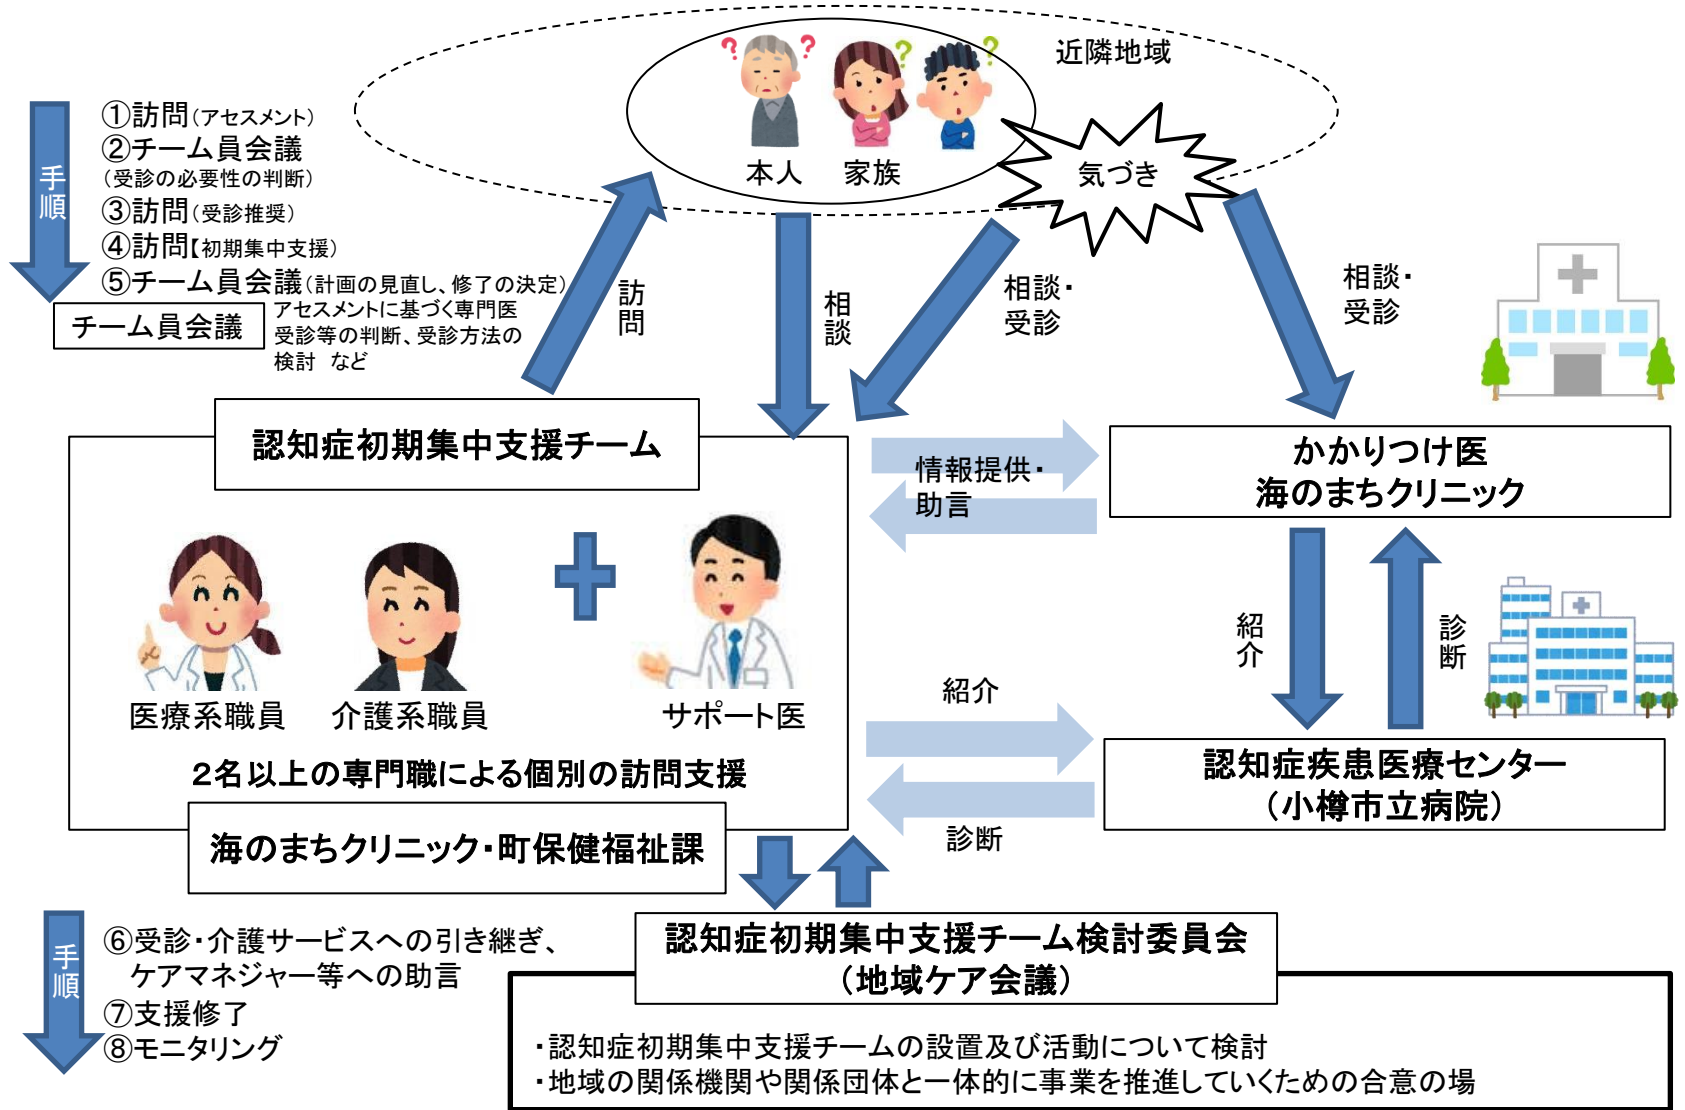 近隣地域
?
?
?
?
本人
家族
気づき
手順
①訪問(アセスメント)
②チーム員会議
(受診の必要性の判断)
③訪問(受診推奨)
④訪問【初期集中支援)
⑤チーム員会議(計画の見直し、修了の決定)
チーム員会議
アセスメントに基づく専門医
受診等の判断、受診方法の
検討 など
訪問
相談
相談・
受診
相談・
受診
認知症初期集中支援チーム
情報提供・
助言
かかりつけ医
海のまちクリニック
医療系職員
介護系職員
サポート医
2名以上の専門職による個別の訪問支援
海のまちクリニック・町保健福祉課
紹介
診断
紹介
診断
認知症疾患医療センター
(小樽市立病院)
手順
⑥受診・介護サービスへの引き継ぎ、
ケアマネジャー等への助言
⑦支援修了
⑧モニタリング
認知症初期集中支援チーム検討委員会
(地域ケア会議)
・認知症初期集中支援チームの設置及び活動について検討
・地域の関係機関や関係団体と一体的に事業を推進していくための合意の場